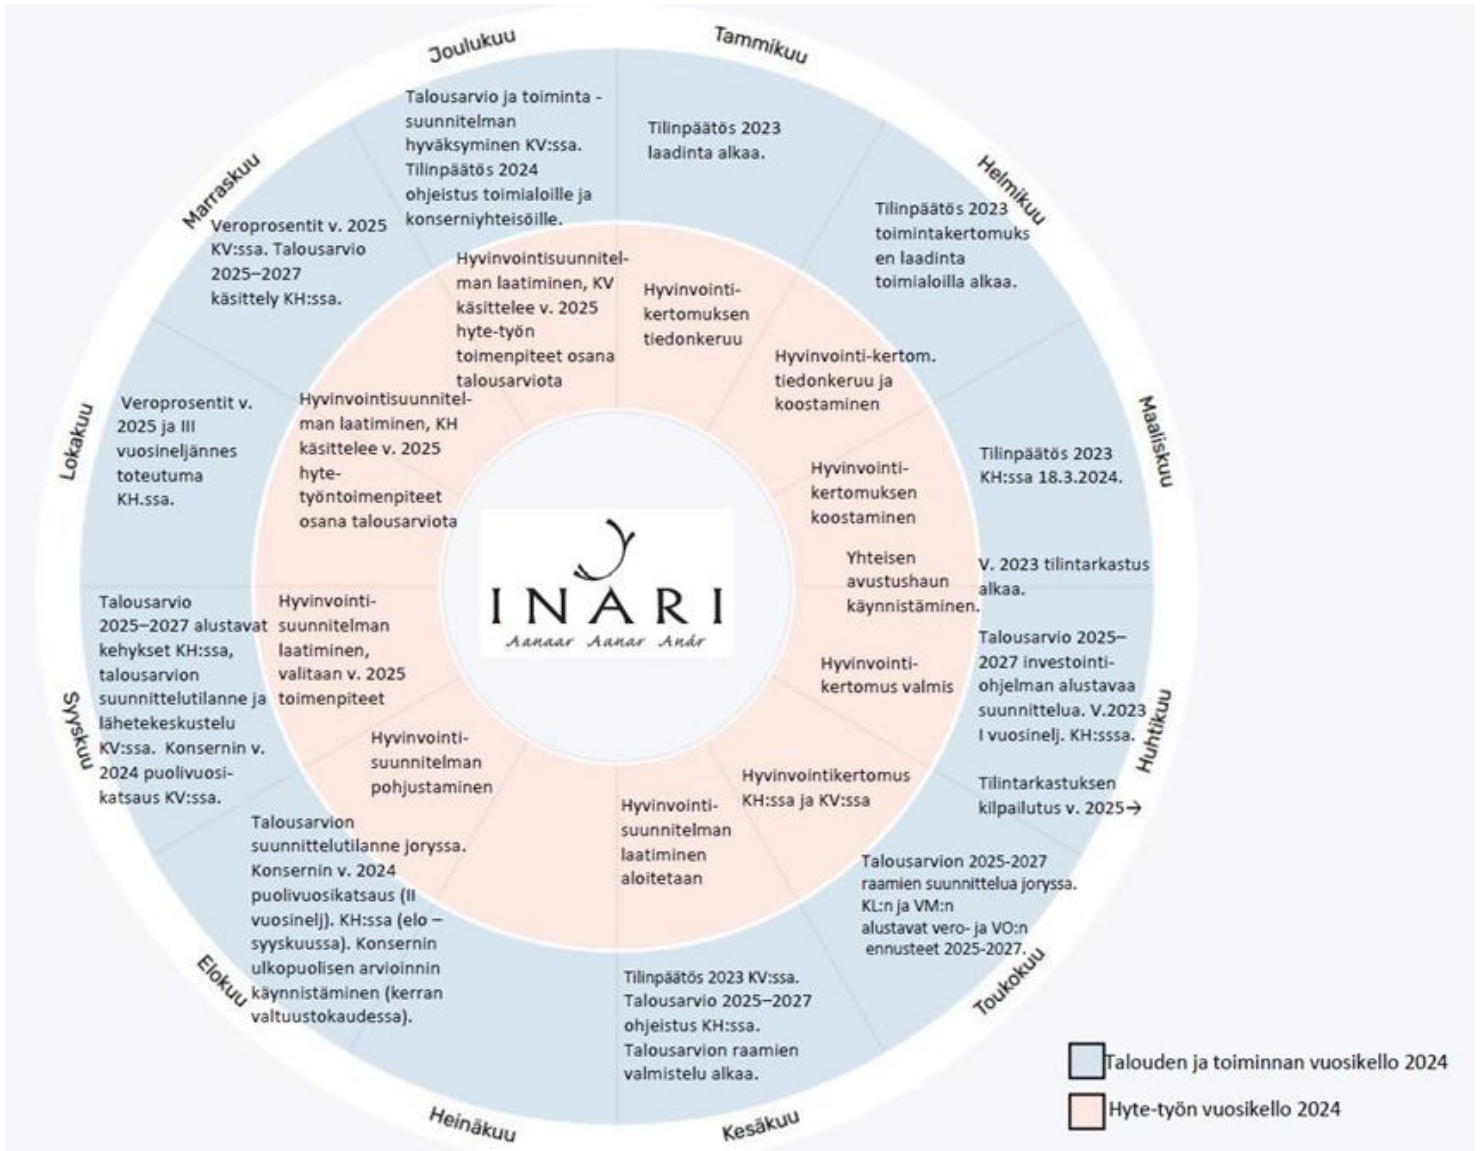 Tammikuu
Tilinpäätös 2023
laadinta alkaa.
Hyvinvointi-
kertomuksen
tiedonkeruu
Helmikuu
Tilinpäätös 2023
toimintakertomuks
en laadinta
toimialoilla alkaa.
Hyvinvointi-kertom.
tiedonkeruu ja
koostaminen
Maaliskuu
Tilinpäätös 2023
KH:ssa 18.3.2024.
V. 2023 tilintarkastus
alkaa.
Hyvinvointi-
kertomuksen
koostaminen
Yhteisen
avustushaun
käynnistäminen.
Huhtikuu
Talousarvio 2025–
2027 investointi-
ohjelman alustavaa
suunnittelua. V.2023
I vuosinelj. KH:sssa.
Tilintarkastuksen
kilpailutus v. 2025→
Hyvinvointi-
kertomus valmis
Toukokuu
Talousarvion 2025-2027
raamien suunnittelua joryssa.
KL:n ja VM:n
alustavat vero- ja VO:n
ennusteet 2025-2027.
Hyvinvointikertomus
KH:ssa ja KV:ssa
Kesäkuu
Tilinpäätös 2023 KV:ssa.
Talousarvio 2025–2027
ohjeistus KH:ssa.
Talousarvion raamien
valmistelu alkaa.
Hyvinvointi-
suunnitelman
laatiminen
aloitetaan
Heinäkuu
Elokuu
Talousarvion
suunnittelutilanne joryssa.
Konsernin v. 2024
puolivuosikatsaus (II
vuosinelj). KH:ssa (elo –
syyskuussa). Konsernin
ulkopuolisen arvioinnin
käynnistäminen (kerran
valtuustokaudessa).
Hyvinvointi-
suunnitelman
pohjustaminen
Syyskuu
Talousarvio
2025–2027 alustavat
kehykset KH:ssa,
talousarvion
suunnittelutilanne ja
lähetekeskustelu
KV:ssa. Konsernin v.
2024 puolivuosi-
katsaus KV:ssa.
Hyvinvointi-
suunnitelman
laatiminen,
valitaan v. 2025
toimenpiteet
Lokakuu
Veroprosentit v.
2025 ja III
vuosineljännes
toteutuma
KH.ssa.
Marraskuu
Veroprosentit v. 2025
KV:ssa. Talousarvio
2025–2027
käsittely KH:ssa.
Hyvinvointisuunnitel-
man laatiminen, KH
käsittelee v. 2025
hyte-
työntoimenpiteet
osana talousarviota
Joulukuu
Talousarvio ja toiminta -
suunnitelman
hyväksyminen KV:ssa.
Tilinpäätös 2024
ohjeistus toimialoille ja
konserniyhteisöille.
Hyvinvointisuunnitel-
man laatiminen, KV
käsittelee v. 2025
hyte-työn
toimenpiteet osana
talousarviota
INARI
Aanaar Aanar Anár
Talouden ja toiminnan vuosikello 2024
Hyte-työn vuosikello 2024